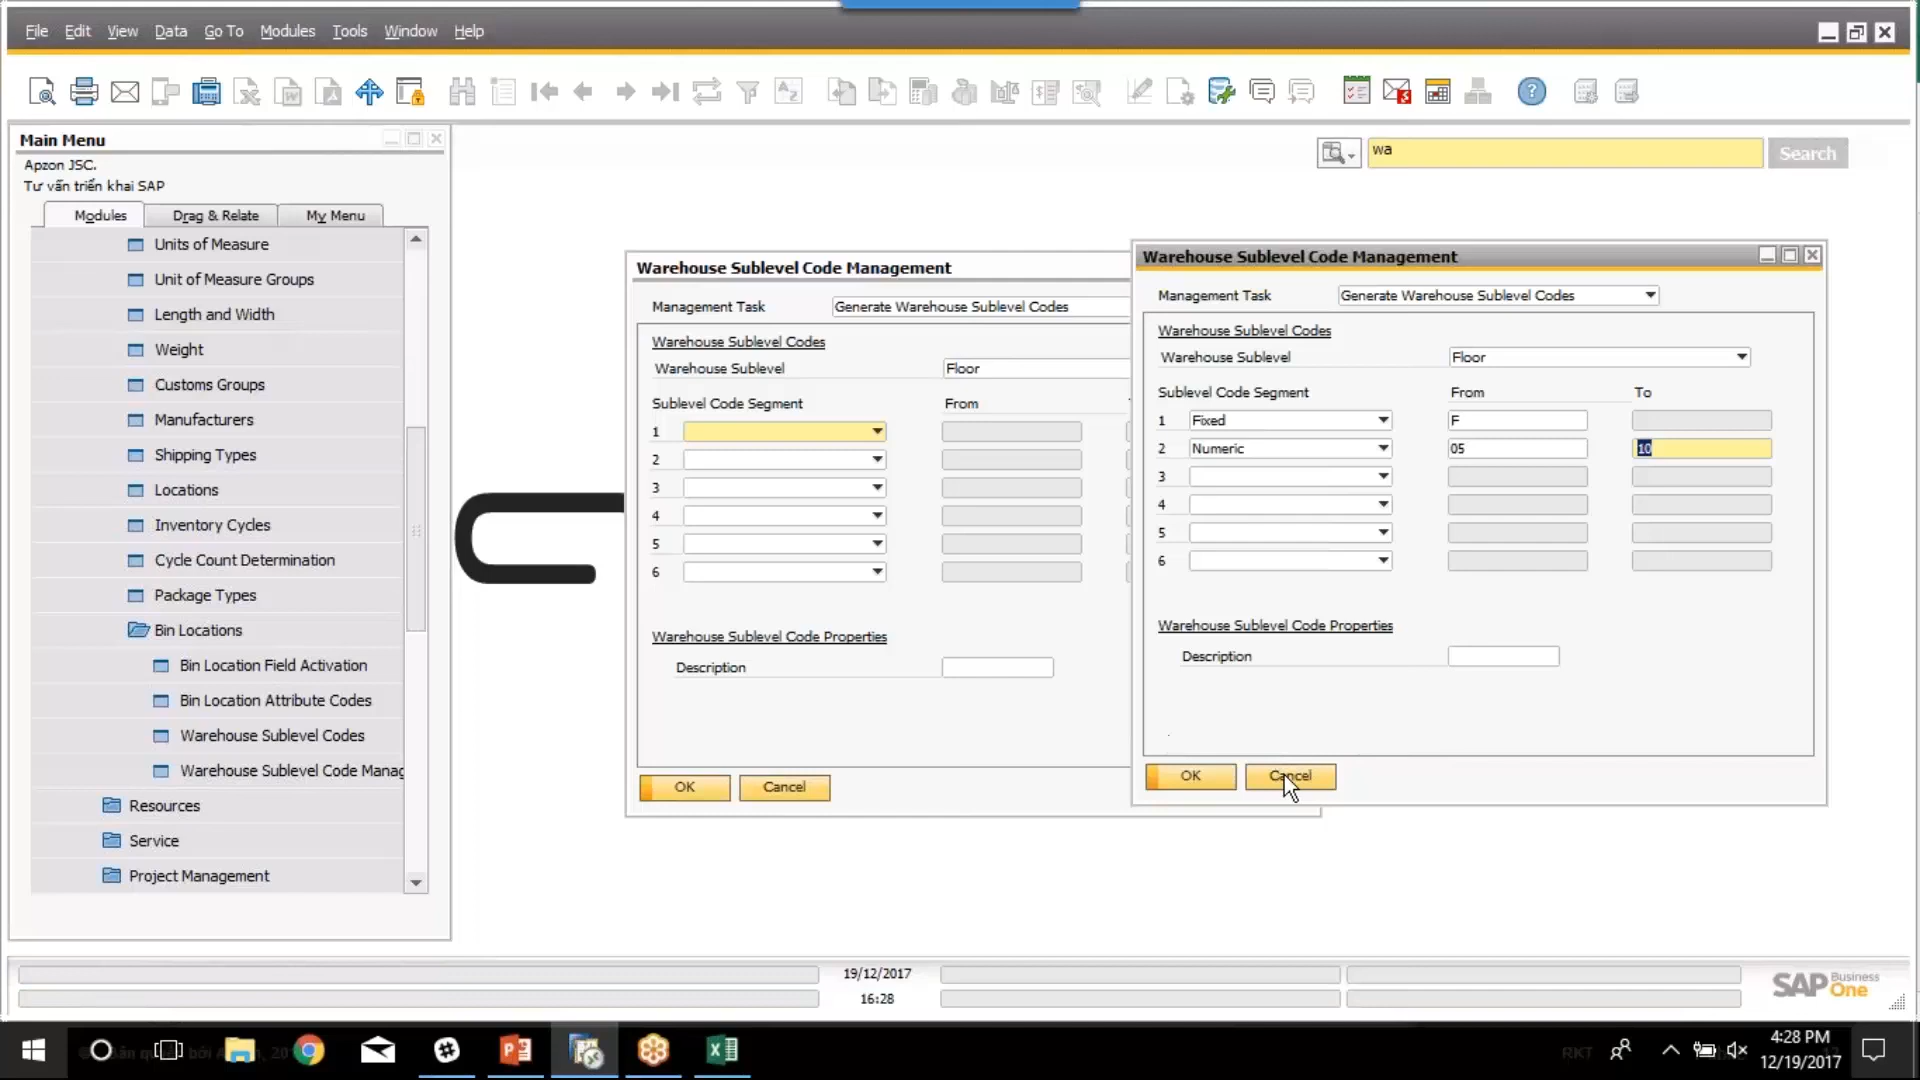 File Edit View Data Go To Modules Tools Window Help
Main Menu
Apzon JSC.
Tư vấn triển khai SAP
Modules Drag & Relate My Menu
Units of Measure
Unit of Measure Groups
Length and Width
Weight
Customs Groups
Manufacturers
Shipping Types
Locations
Inventory Cycles
Cycle Count Determination
Package Types
Bin Locations
Bin Location Field Activation
Bin Location Attribute Codes
Warehouse Sublevel Codes
Warehouse Sublevel Code Manag
Resources
Service
Project Management
wa Search
Warehouse Sublevel Code Management
Management Task Generate Warehouse Sublevel Codes
Warehouse Sublevel Codes
Warehouse Sublevel Floor
Sublevel Code Segment From
1
2
3
4
5
6
Warehouse Sublevel Code Properties
Description
OK Cancel
Warehouse Sublevel Code Management
Management Task Generate Warehouse Sublevel Codes
Warehouse Sublevel Codes
Warehouse Sublevel Floor
Sublevel Code Segment From To
1 Fixed F
2 Numeric 05 10
3
4
5
6
Warehouse Sublevel Code Properties
Description
OK Cancel
19/12/2017
16:28
SAP Business One
RKT
4:28 PM
12/19/2017